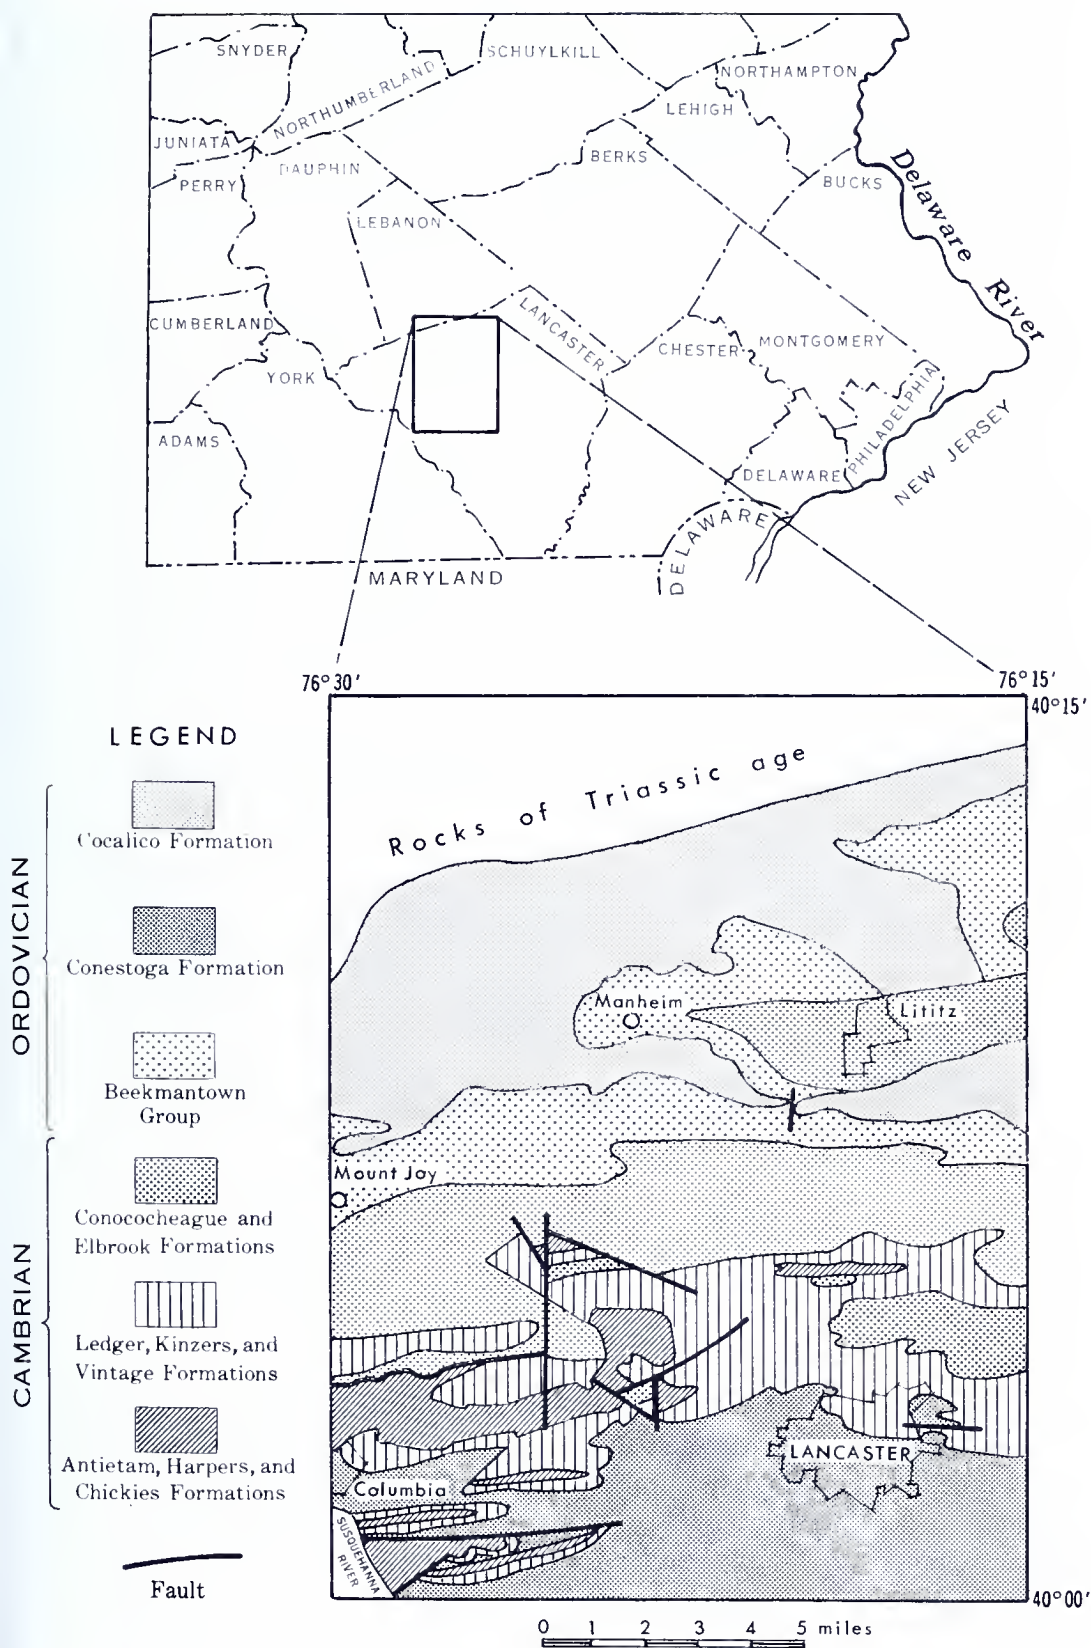 SNYDER
SCHUYLKILL
NORTHUMBERLAND
NORTHAMPTON
LEHIGH
JUNIATA
DAUPHIN
BERKS
PERRY
BUCKS
LEBANON
Delaware River
CUMBERLAND
LANCASTER
CHESTER
MONTGOMERY
YORK
PHILADELPHIA
ADAMS
DELAWARE
NEW JERSEY
DELAWARE
MARYLAND
76°30'
76°15'
40°15'
LEGEND
ORDOVICIAN
Cocalico Formation
Conestoga Formation
Beekmantown
Group
CAMBRIAN
Conococheague and
Elbrook Formations
Ledger, Kinzers, and
Vintage Formations
Antietam, Harpers, and
Chickies Formations
Fault
Rocks of Triassic age
Manheim
Lititz
Mount Joy
LANCASTER
Columbia
SUSQUEHANNA
RIVER
40°00'
0 1 2 3 4 5 miles